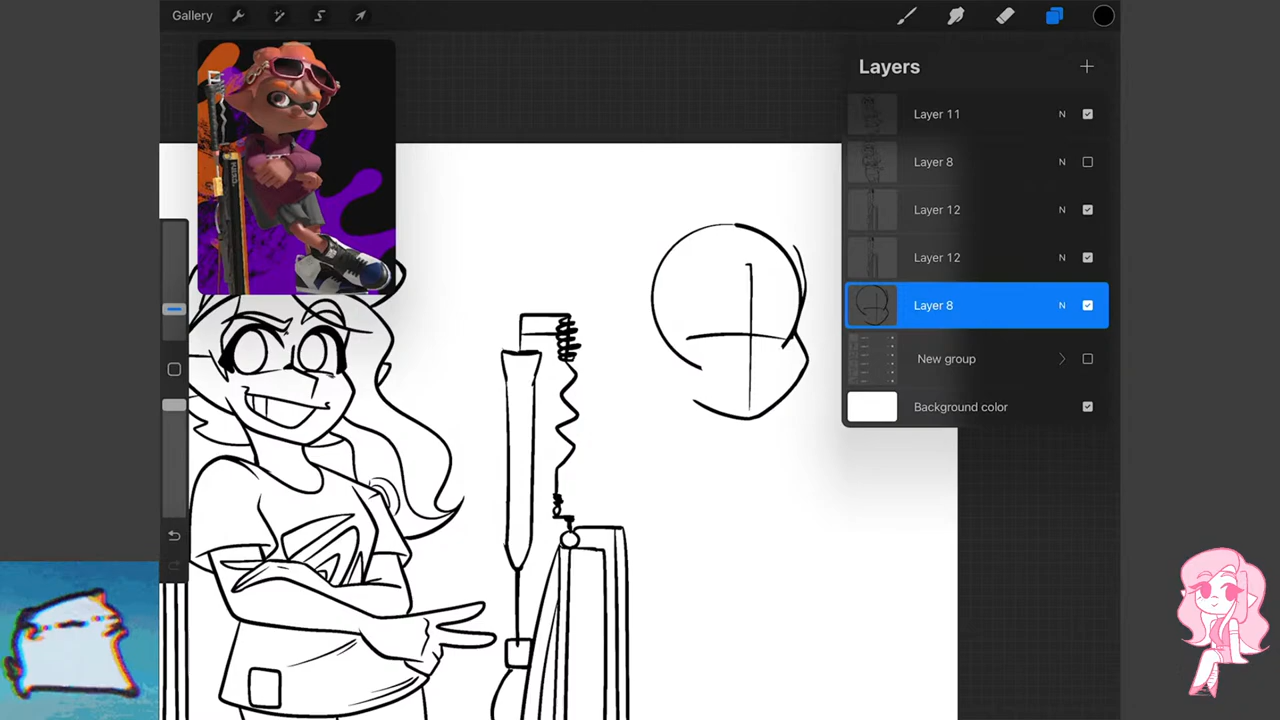 Gallery
Layers
Layer 11 N
Layer 8 N
Layer 12 N
Layer 12 N
Layer 8 N
New group
Background color